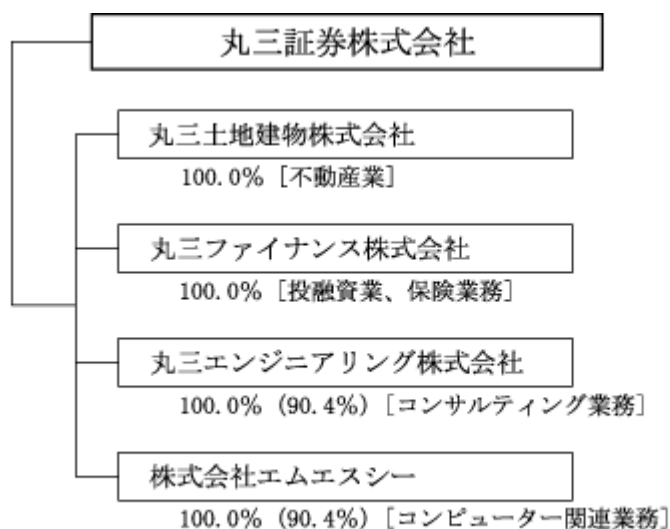 丸三証券株式会社
丸三土地建物株式会社
100.0% [不動産業]
丸三ファイナンス株式会社
100.0% [投融資業、保険業務]
丸三エンジニアリング株式会社
100.0% (90.4%) [コンサルティング業務]
株式会社エムエスシー
100.0% (90.4%) [コンピューター関連業務]